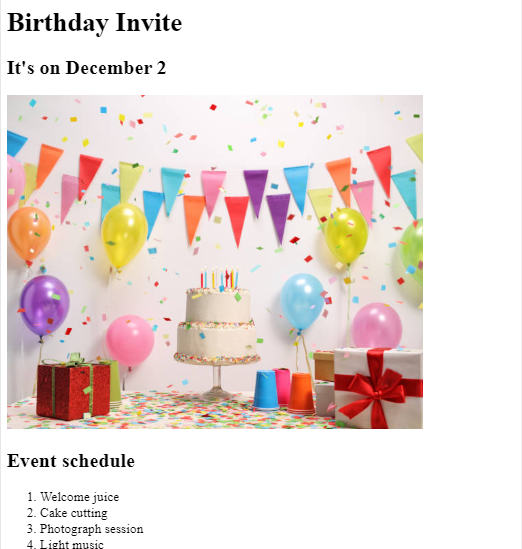 Birthday Invite
It's on December 2
Event schedule
1. Welcome juice
2. Cake cutting
3. Photograph session
4. Light music